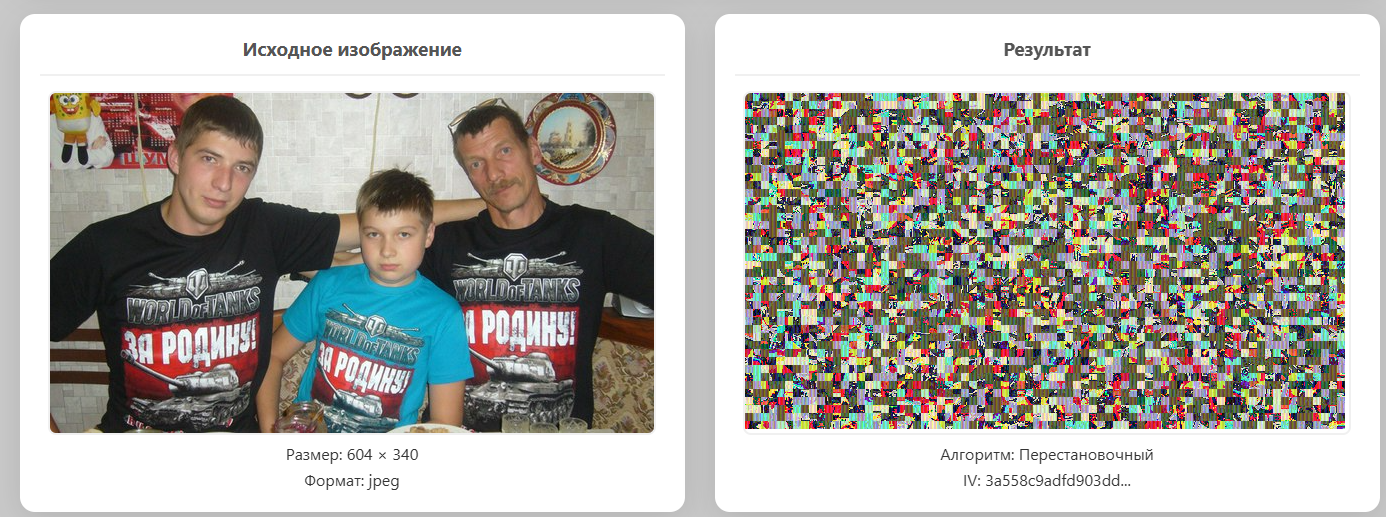 Исходное изображение
Результат
ШУМ
WORLD OF TANKS
ЗА РОДИНУ!
WORLD OF TANKS
ЗА РОДИНУ!
WORLD OF TANKS
А РОДИНУ!
Размер: 604 × 340
Формат: jpeg
Алгоритм: Перестановочный
IV: 3a558c9adfd903dd...